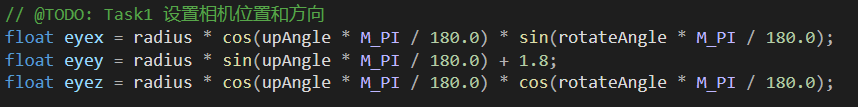 // @TODO: Task1 设置相机位置和方向
float eyex = radius * cos(upAngle * M_PI / 180.0) * sin(rotateAngle * M_PI / 180.0);
float eyey = radius * sin(upAngle * M_PI / 180.0) + 1.8;
float eyez = radius * cos(upAngle * M_PI / 180.0) * cos(rotateAngle * M_PI / 180.0);